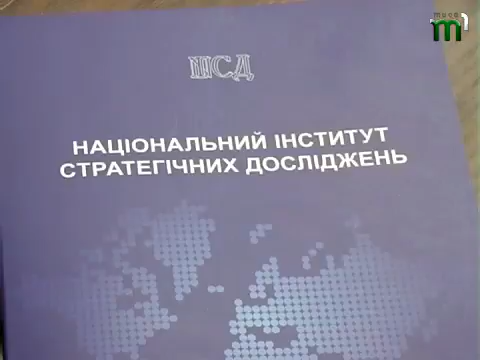 НІСД
НАЦІОНАЛЬНИЙ ІНСТИТУТ
СТРАТЕГІЧНИХ ДОСЛІДЖЕНЬ